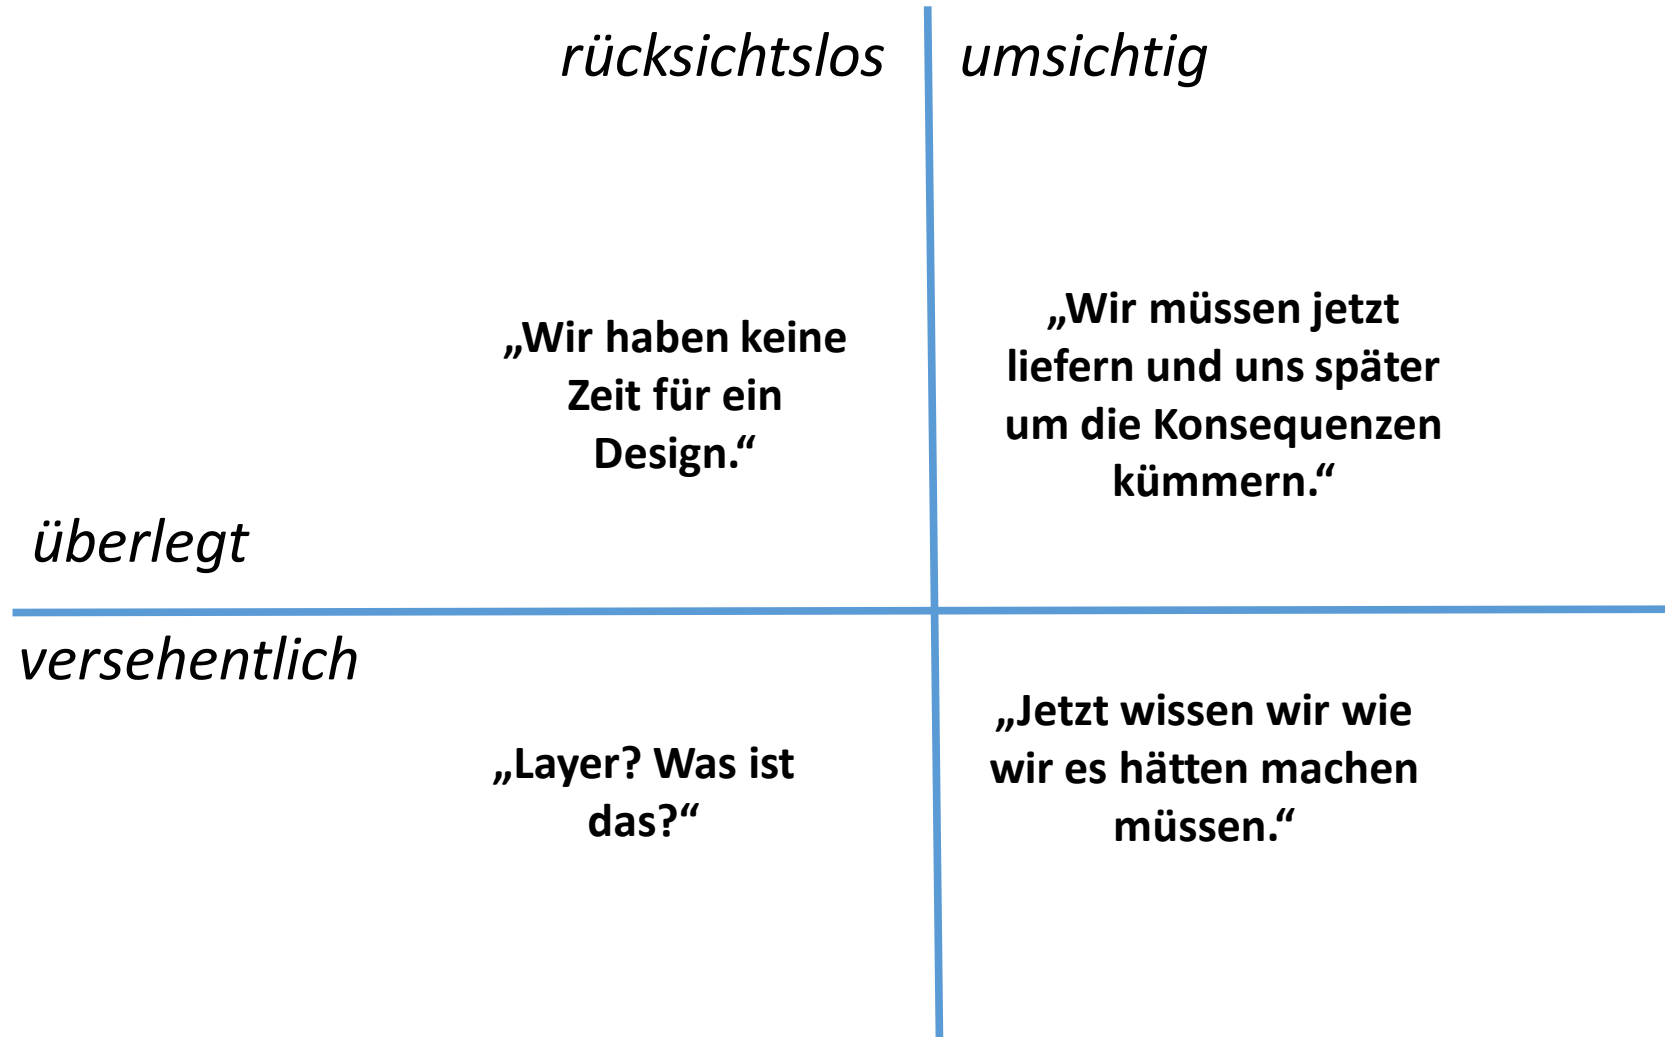 rücksichtslos
umsichtig
„Wir haben keine
Zeit für ein
Design.“
„Wir müssen jetzt
liefern und uns später
um die Konsequenzen
kümmern.“
überlegt
versehentlich
„Layer? Was ist
das?“
„Jetzt wissen wir wie
wir es hätten machen
müssen.“